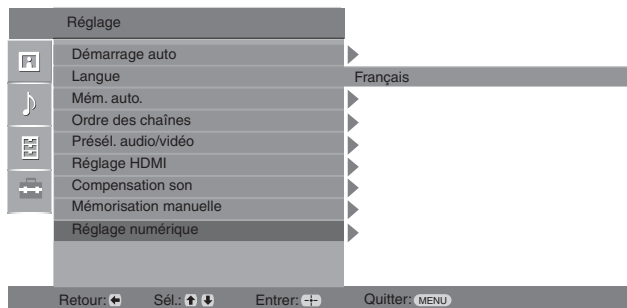 Réglage
Démarrage auto
Langue Français
Mém. auto.
Ordre des chaînes
Présél. audio/vidéo
Réglage HDMI
Compensation son
Mémorisation manuelle
Réglage numérique
Retour: Sél.: Entrer: Quitter: MENU